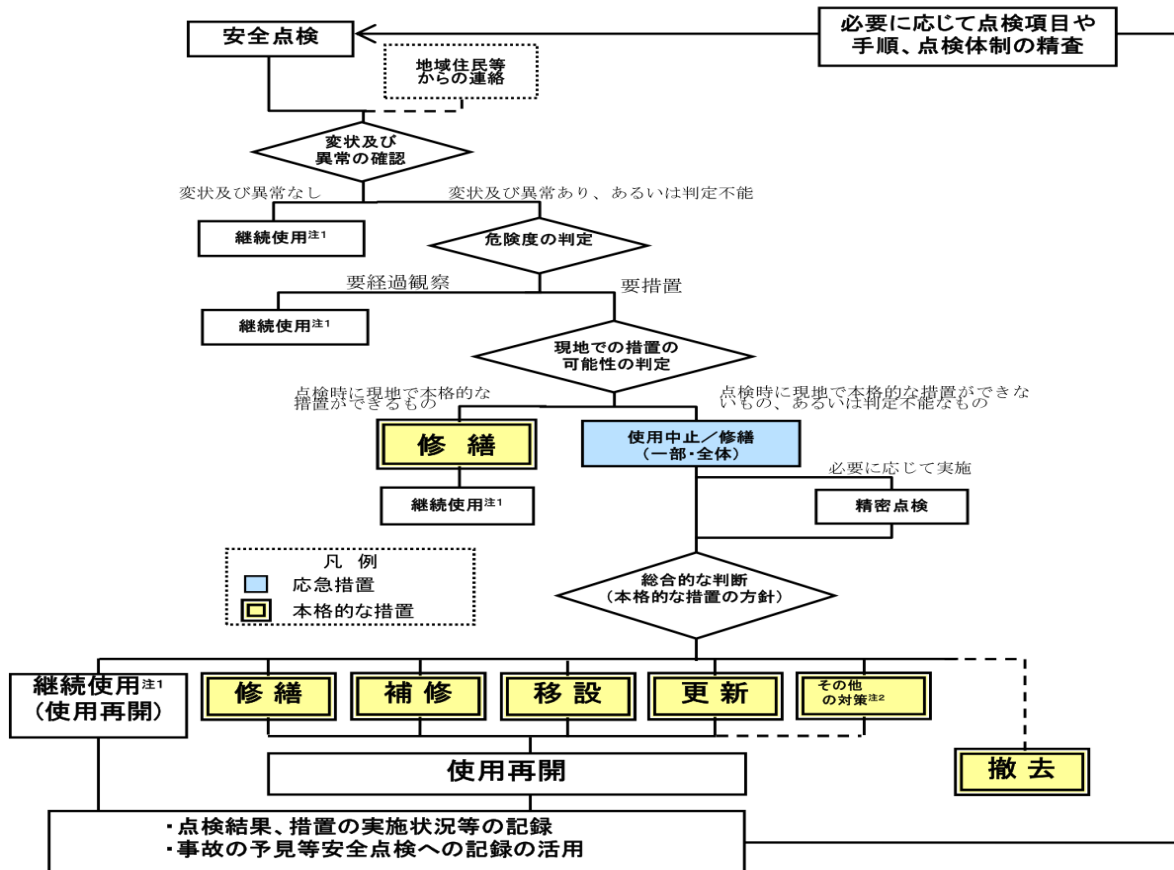 安全点検
必要に応じて点検項目や
手順、点検体制の精査
地域住民等
からの連絡
変状及び
異常の確認
変状及び異常なし
変状及び異常あり、あるいは判定不能
継続使用注1
危険度の判定
要経過観察
要措置
継続使用注1
現地での措置の
可能性の判定
点検時に現地で本格的な
措置ができるもの
点検時に現地で本格的な措置ができな
いもの、あるいは判定不能なもの
修繕
使用中止／修繕
(一部・全体)
必要に応じて実施
継続使用注1
精密点検
凡例
応急措置
本格的な措置
総合的な判断
(本格的な措置の方針)
継続使用注1
(使用再開)
修繕
補修
移設
更新
その他
の対策注2
使用再開
撤去
・点検結果、措置の実施状況等の記録
・事故の予見等安全点検への記録の活用